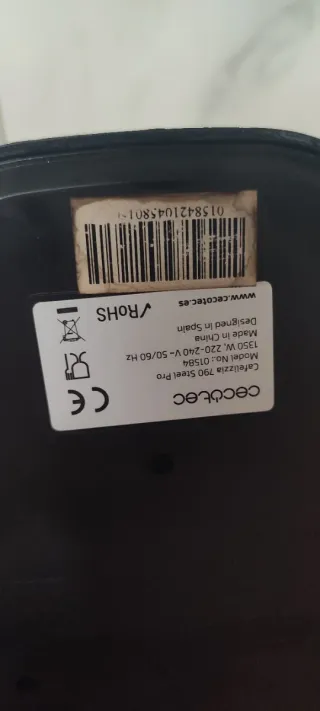 cecotec
Cafelizzia 790 Steel Pro
Model No.: 01584
1350 W, 220-240 V~ 50/60 Hz
Made in China
Designed in Spain
www.cecotec.es
CE
✓RoHS